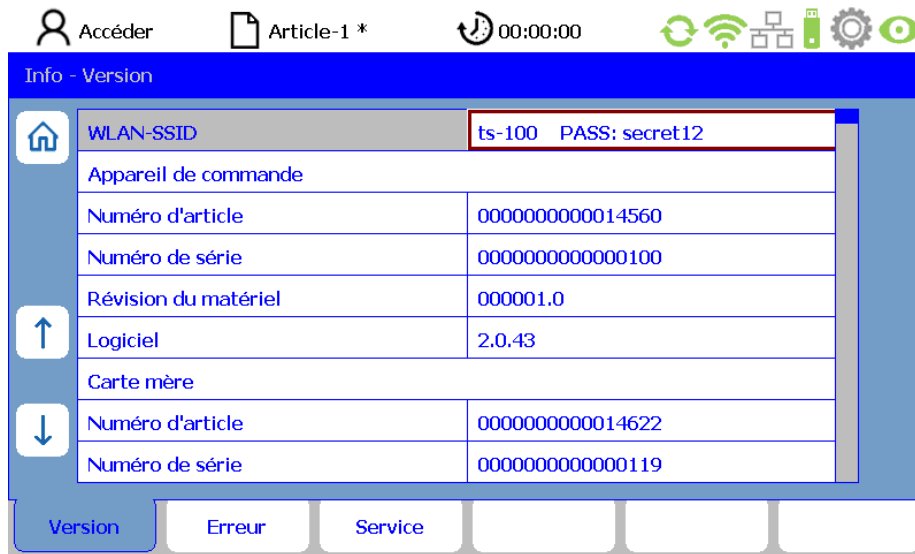 Accéder Article-1 * 00:00:00
Info - Version
WLAN-SSID ts-100 PASS: secret12
Appareil de commande
Numéro d'article 0000000000014560
Numéro de série 0000000000000100
Révision du matériel 000001.0
Logiciel 2.0.43
Carte mère
Numéro d'article 0000000000014622
Numéro de série 0000000000000119
Version Erreur Service